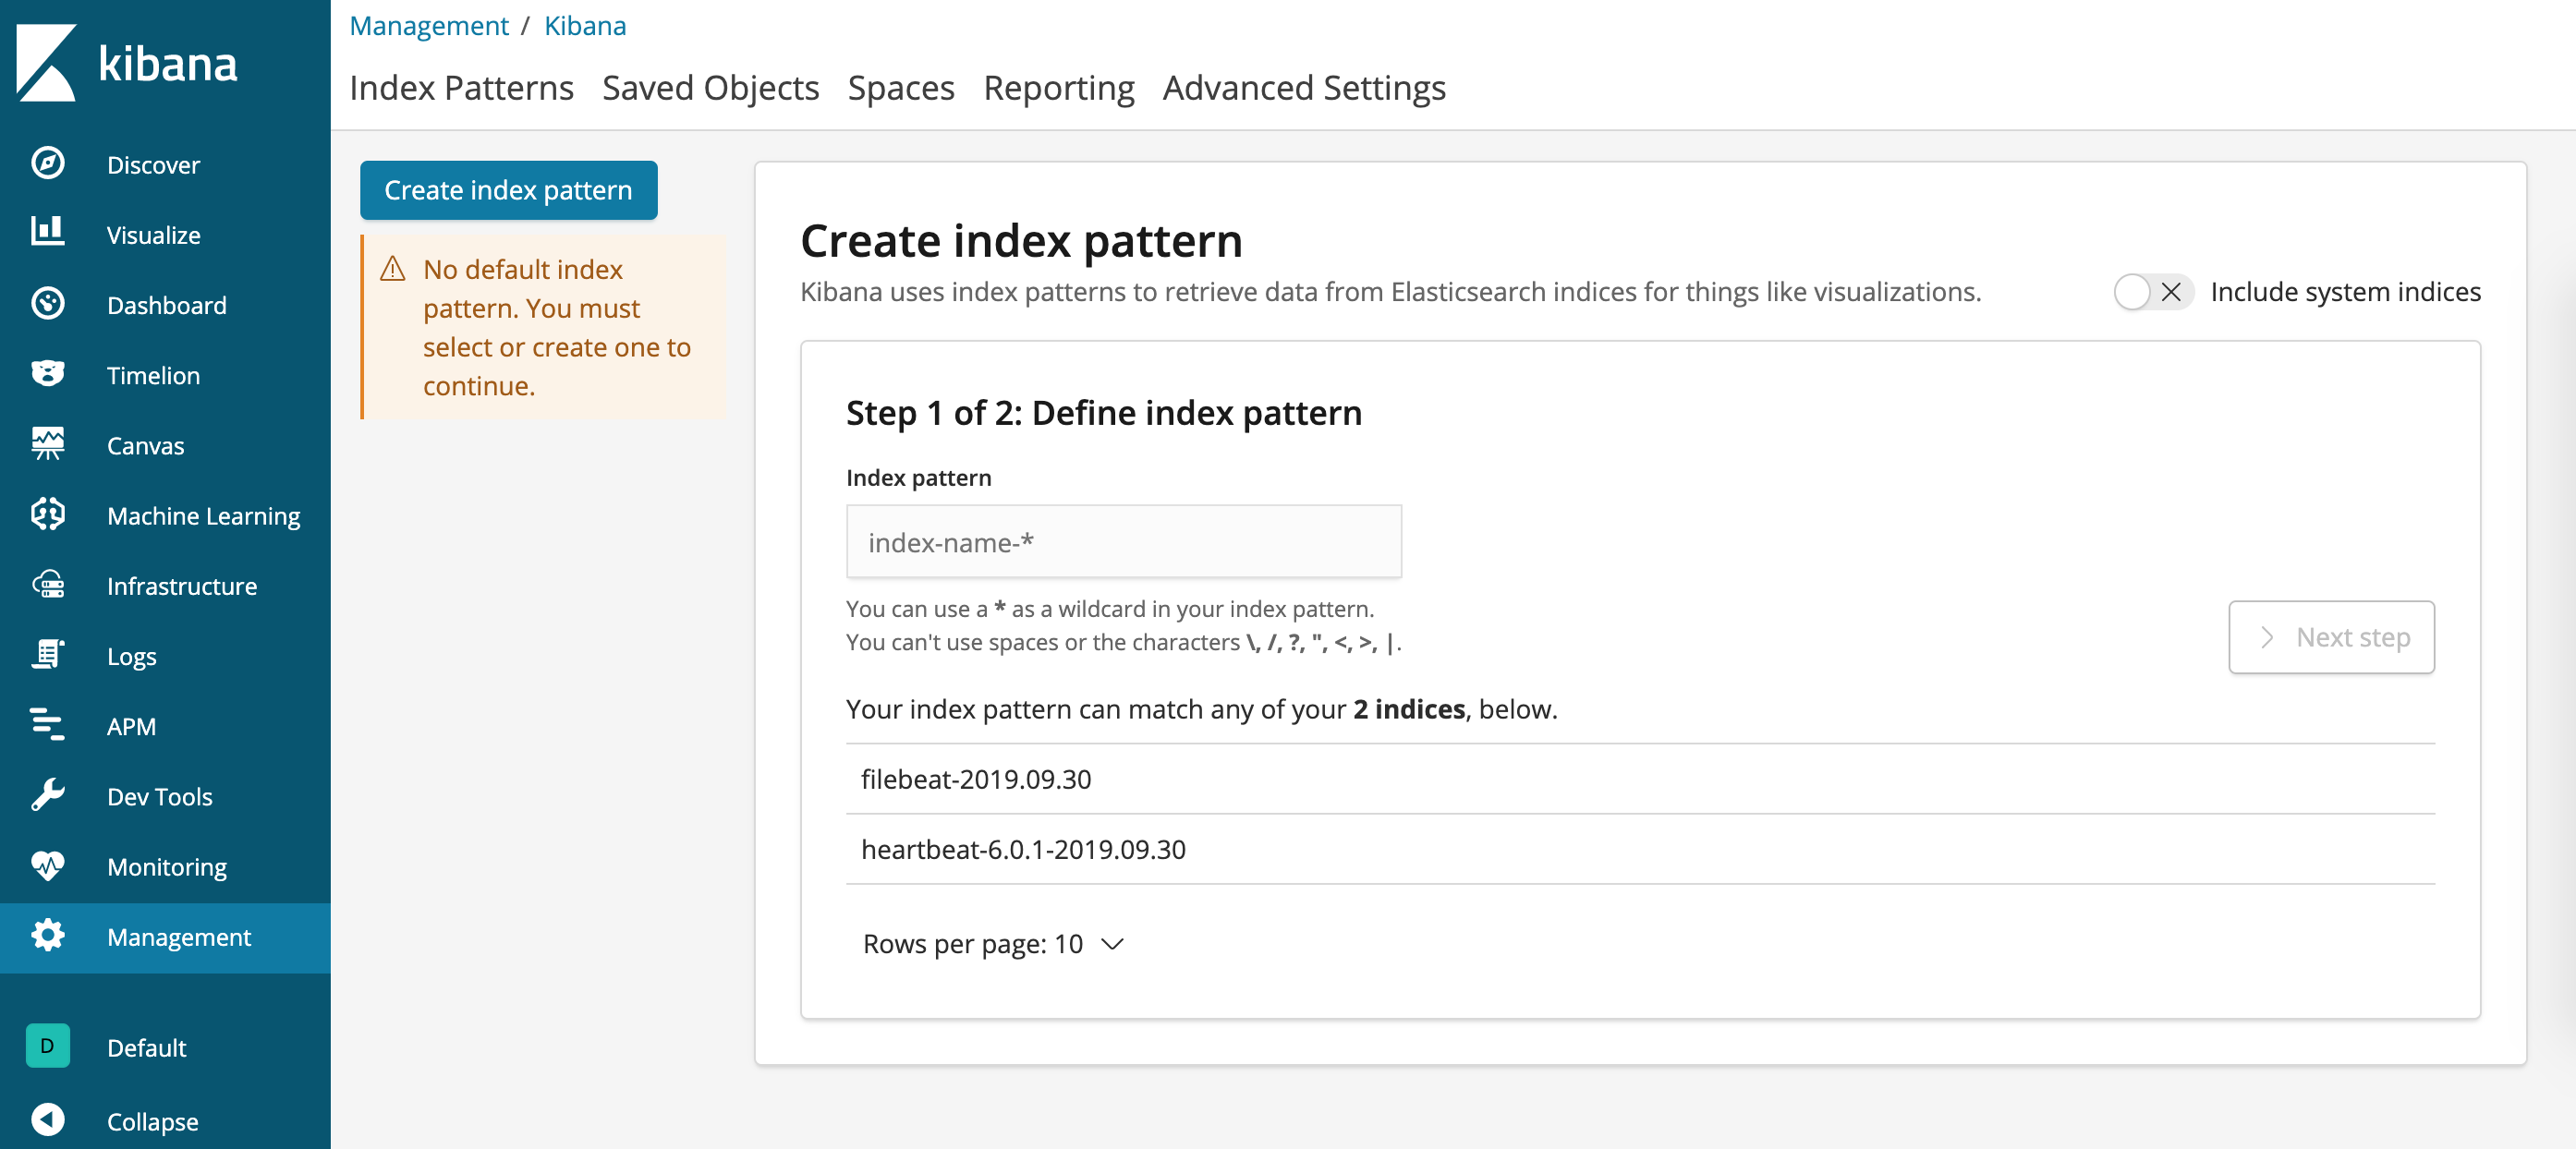 kibana
Discover
Visualize
Dashboard
Timelion
Canvas
Machine Learning
Infrastructure
Logs
APM
Dev Tools
Monitoring
Management
D Default
Collapse
Management / Kibana
Index Patterns Saved Objects Spaces Reporting Advanced Settings
Create index pattern
No default index
pattern. You must
select or create one to
continue.
Create index pattern
Kibana uses index patterns to retrieve data from Elasticsearch indices for things like visualizations.
Include system indices
Step 1 of 2: Define index pattern
Index pattern
index-name-*
You can use a * as a wildcard in your index pattern.
You can't use spaces or the characters \, /, ?, ", <, >, |.
Next step
Your index pattern can match any of your 2 indices, below.
filebeat-2019.09.30
heartbeat-6.0.1-2019.09.30
Rows per page: 10